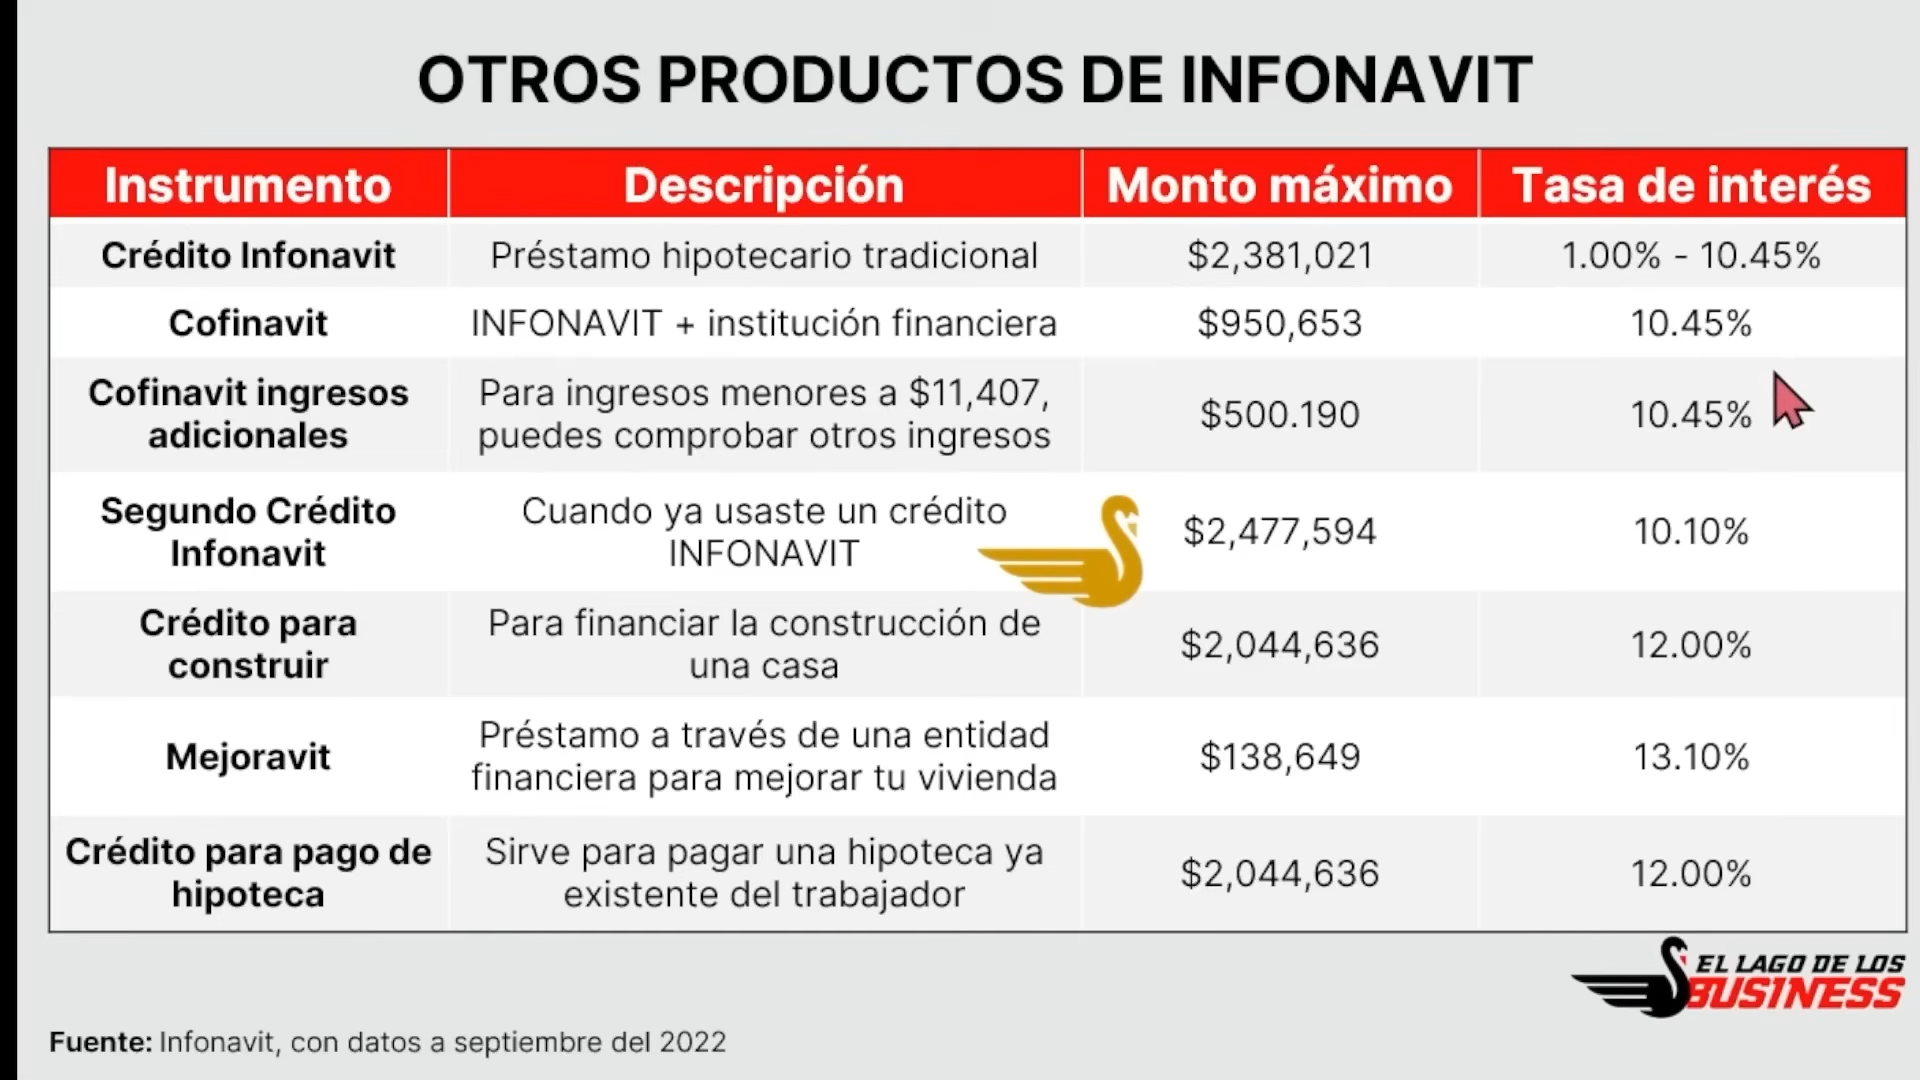 OTROS PRODUCTOS DE INFONAVIT
Instrumento Descripción Monto máximo Tasa de interés
Crédito Infonavit Préstamo hipotecario tradicional $2,381,021 1.00% - 10.45%
Cofinavit INFONAVIT + institución financiera $950,653 10.45%
Cofinavit ingresos
adicionales
Para ingresos menores a $11,407,
puedes comprobar otros ingresos
$500.190
10.45%
Segundo Crédito
Infonavit
Cuando ya usaste un crédito
INFONAVIT
$2,477,594
10.10%
Crédito para
construir
Para financiar la construcción de
una casa
$2,044,636
12.00%
Mejoravit
Préstamo a través de una entidad
financiera para mejorar tu vivienda
$138,649
13.10%
Crédito para pago de
hipoteca
Sirve para pagar una hipoteca ya
existente del trabajador
$2,044,636
12.00%
EL LAGO DE LOS
BUSINESS
Fuente: Infonavit, con datos a septiembre del 2022